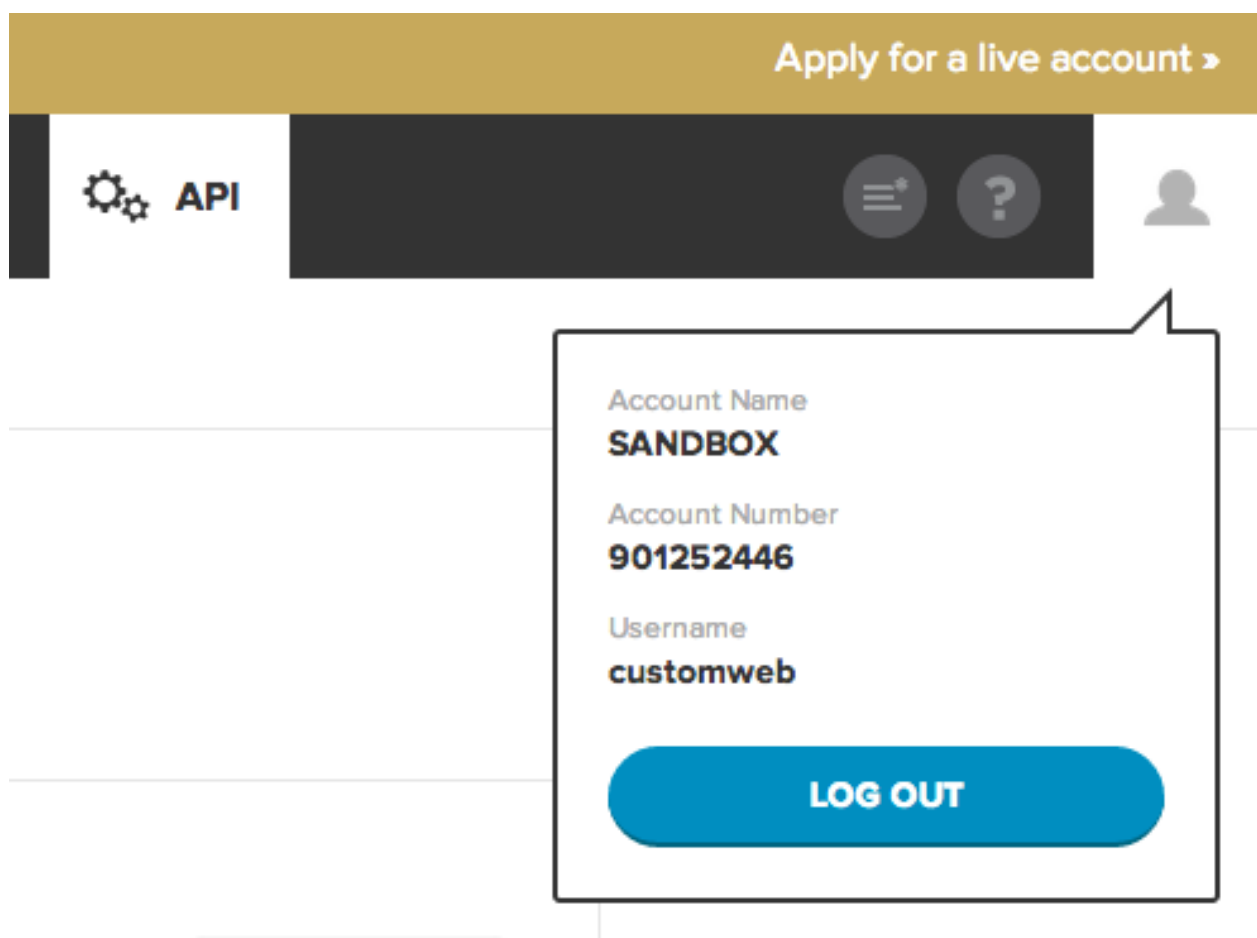 Apply for a live account »
API
?
Account Name
SANDBOX
Account Number
901252446
Username
customweb
LOG OUT